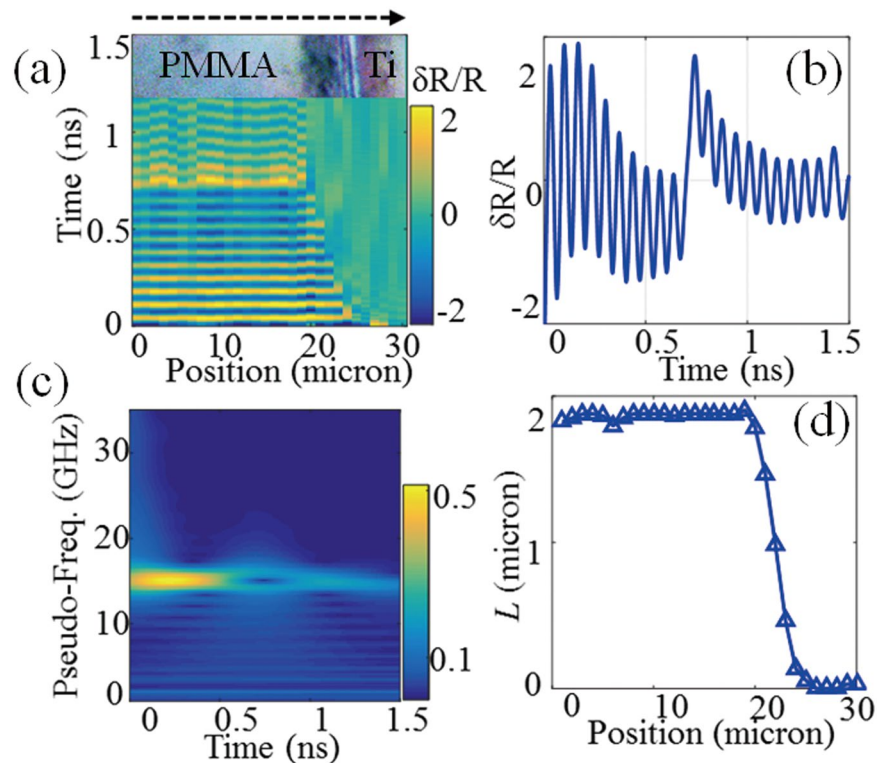 (a)
PMMA
Ti
δR/R
1.5
1
0.5
0
Time (ns)
0 10 20 30
Position (micron)
2
0
-2
(b)
2
0
-2
δR/R
0 0.5 1 1.5
Time (ns)
(c)
30
20
10
0
Pseudo-Freq. (GHz)
0 0.5 1 1.5
Time (ns)
0.5
0.1
(d)
2
1
0
L (micron)
0 10 20 30
Position (micron)